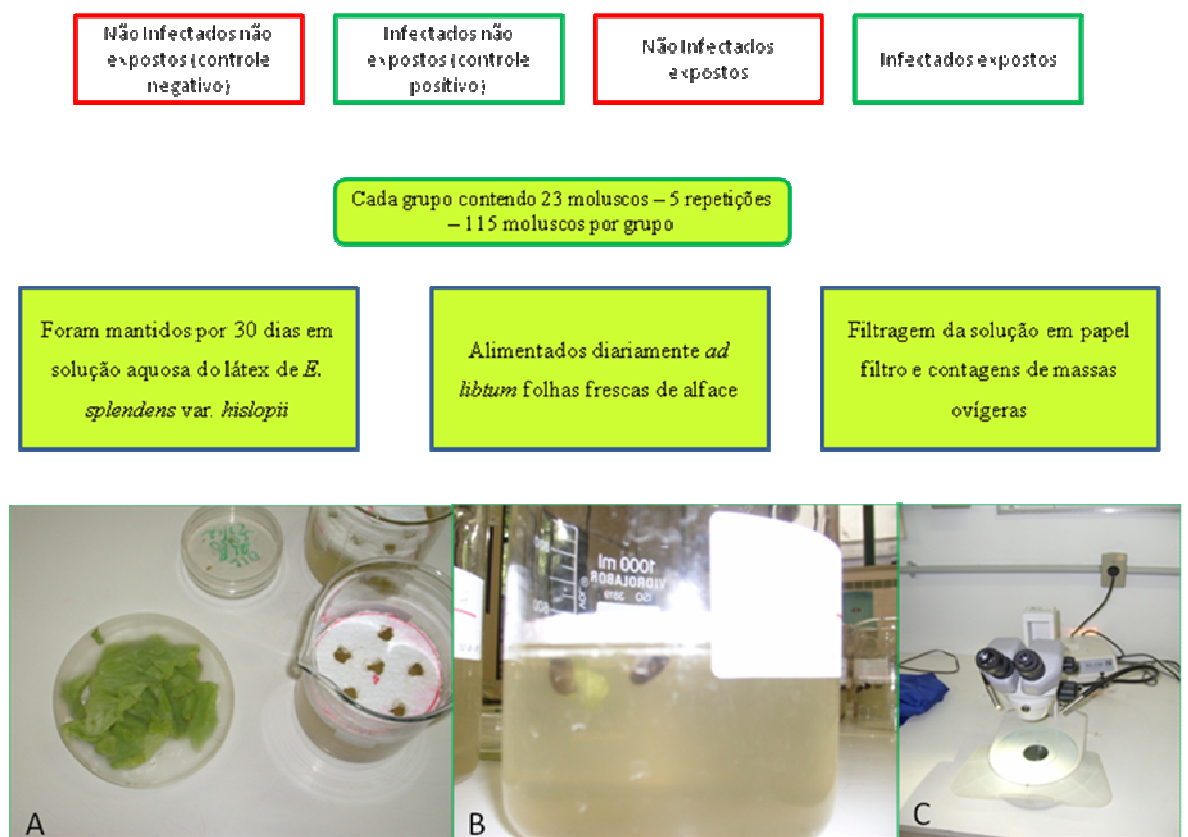 Não Infectados não
expostos (controle
negativo)
Infectados não
expostos (controle
positivo)
Não Infectados
expostos
Infectados expostos
Cada grupo contendo 23 moluscos – 5 repetições
– 115 moluscos por grupo
Foram mantidos por 30 dias em
solução aquosa do látex de E.
splendens var. hislopii
Alimentados diariamente ad
libtum folhas frescas de alface
Filtragem da solução em papel
filtro e contagens de massas
ovígeras
1000 ml
VIDROLABOR
A
B
C